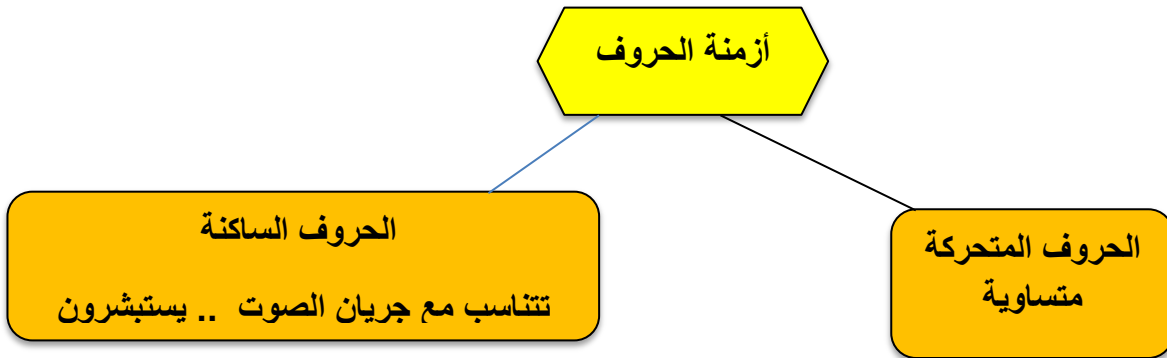 أزمنة الحروف
الحروف المتحركة
متساوية
الحروف الساكنة
تتناسب مع جريان الصوت .. يستبشرون